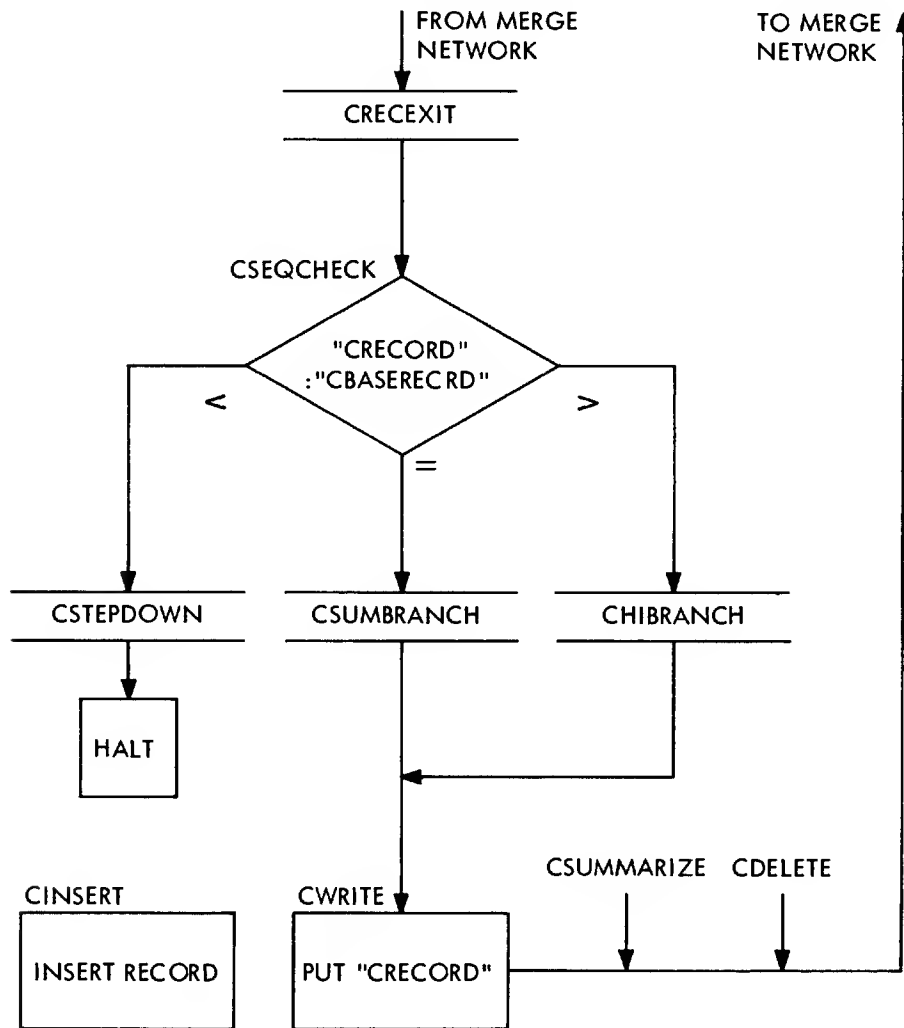 FROM MERGE
NETWORK
TO MERGE
NETWORK
CRECEXIT
CSEQCHECK
"CRECORD"
:"CBASERECRD"
<
>
=
CSTEPDOWN
CSUMBRANCH
CHIBRANCH
HALT
CSUMMARIZE
CDELETE
CINSERT
CWRITE
INSERT RECORD
PUT "CRECORD"